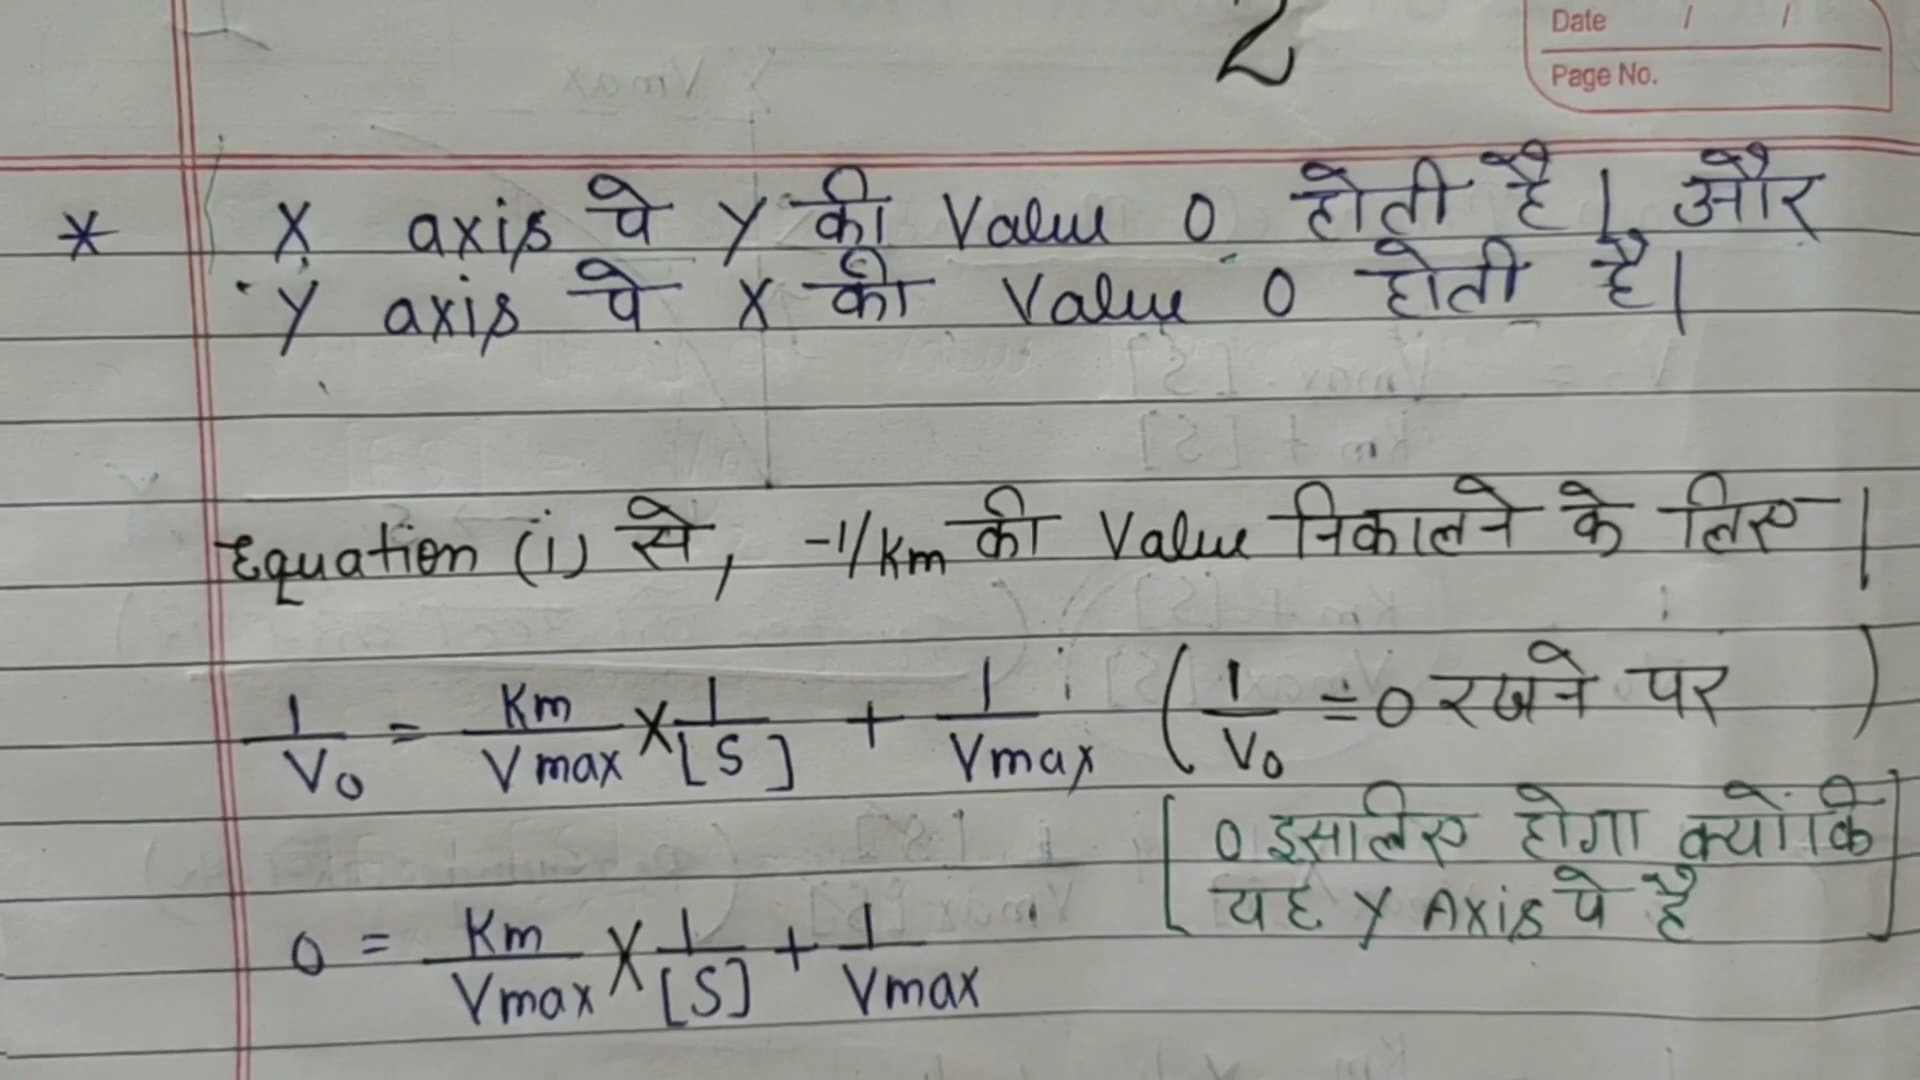 2
Date / /
Page No.
* X axis पे y की Value 0 होती है | और
y axis पे x की Value 0 होती है |
Equation (i) से, -1/Km की Value निकालने के लिए |
1/V₀ = Km/Vmax X 1/[S] + 1/Vmax ( 1/V₀ = 0 रखने पर )
[ 0 इसलिए होगा क्योंकि
यह y Axis पे है ]
0 = Km/Vmax X 1/[S] + 1/Vmax